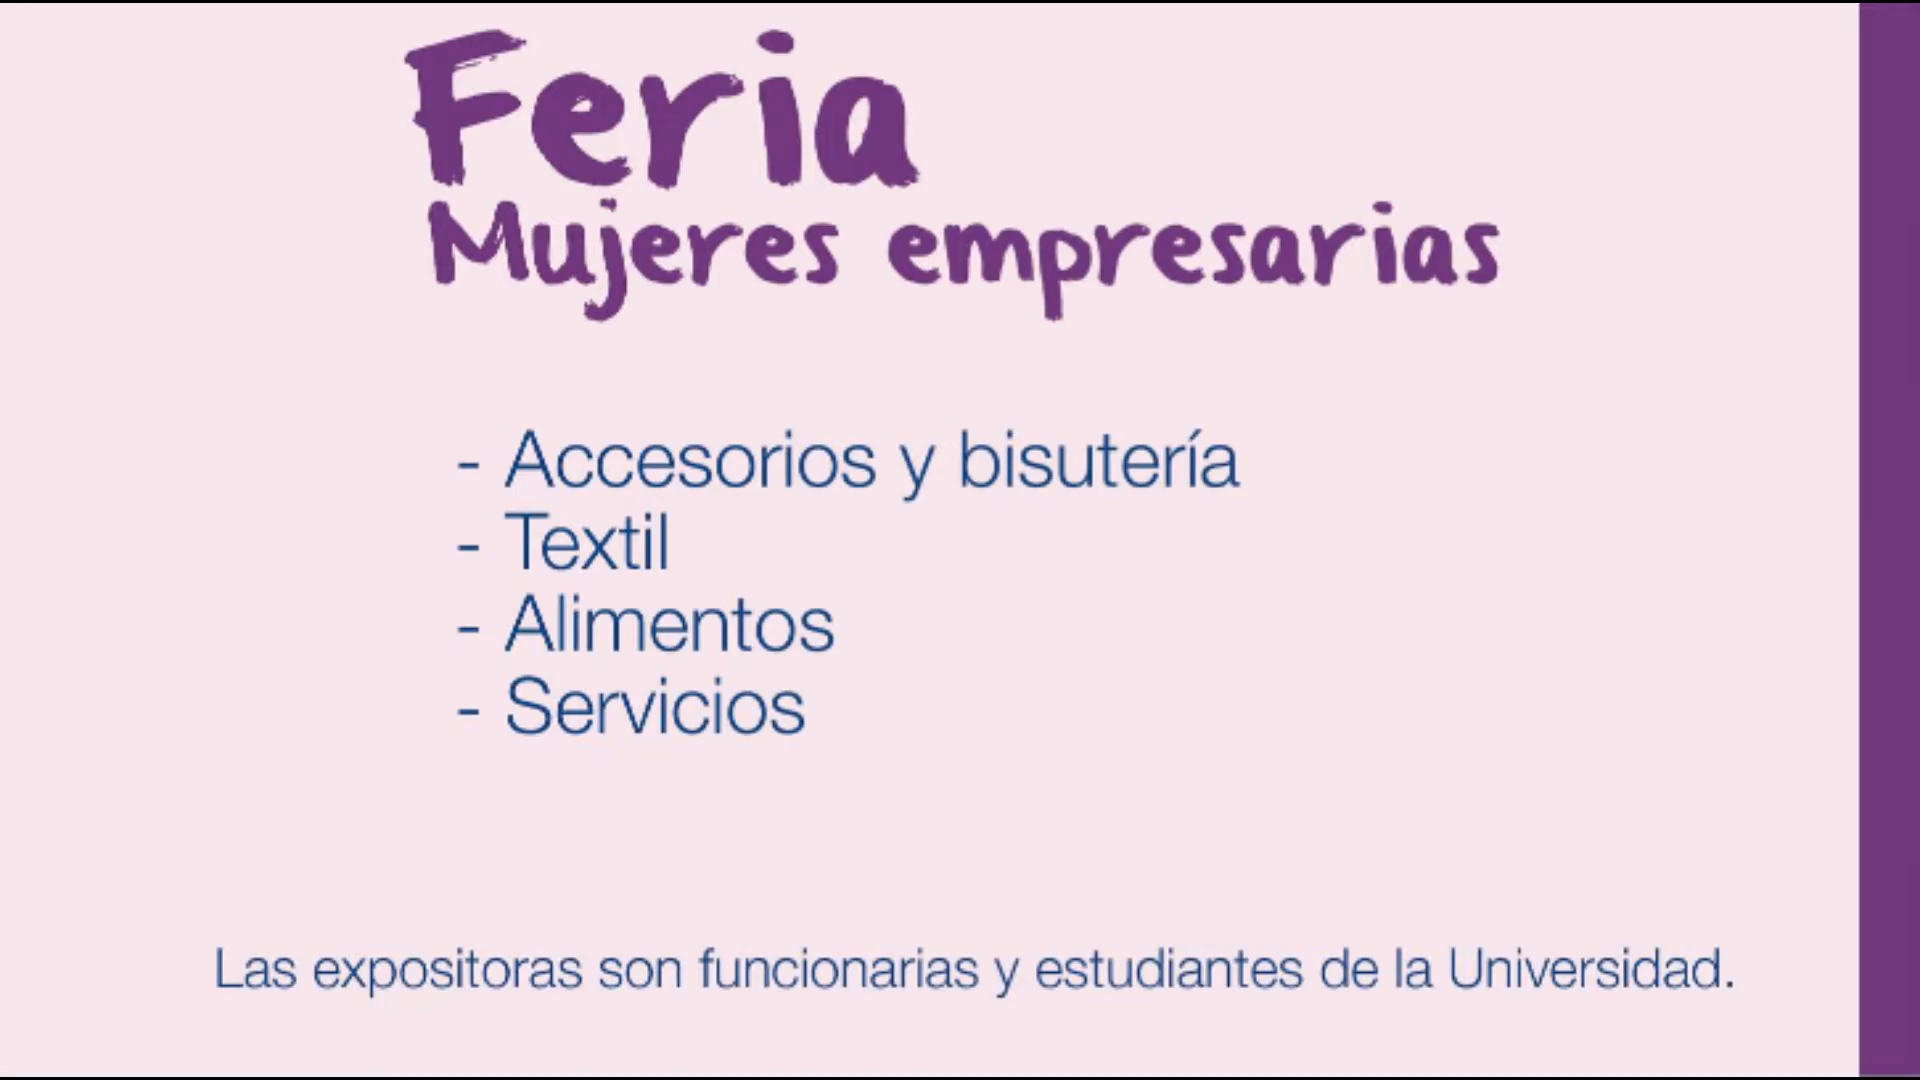 Feria
Mujeres empresarias
- Accesorios y bisutería
- Textil
- Alimentos
- Servicios
Las expositoras son funcionarias y estudiantes de la Universidad.